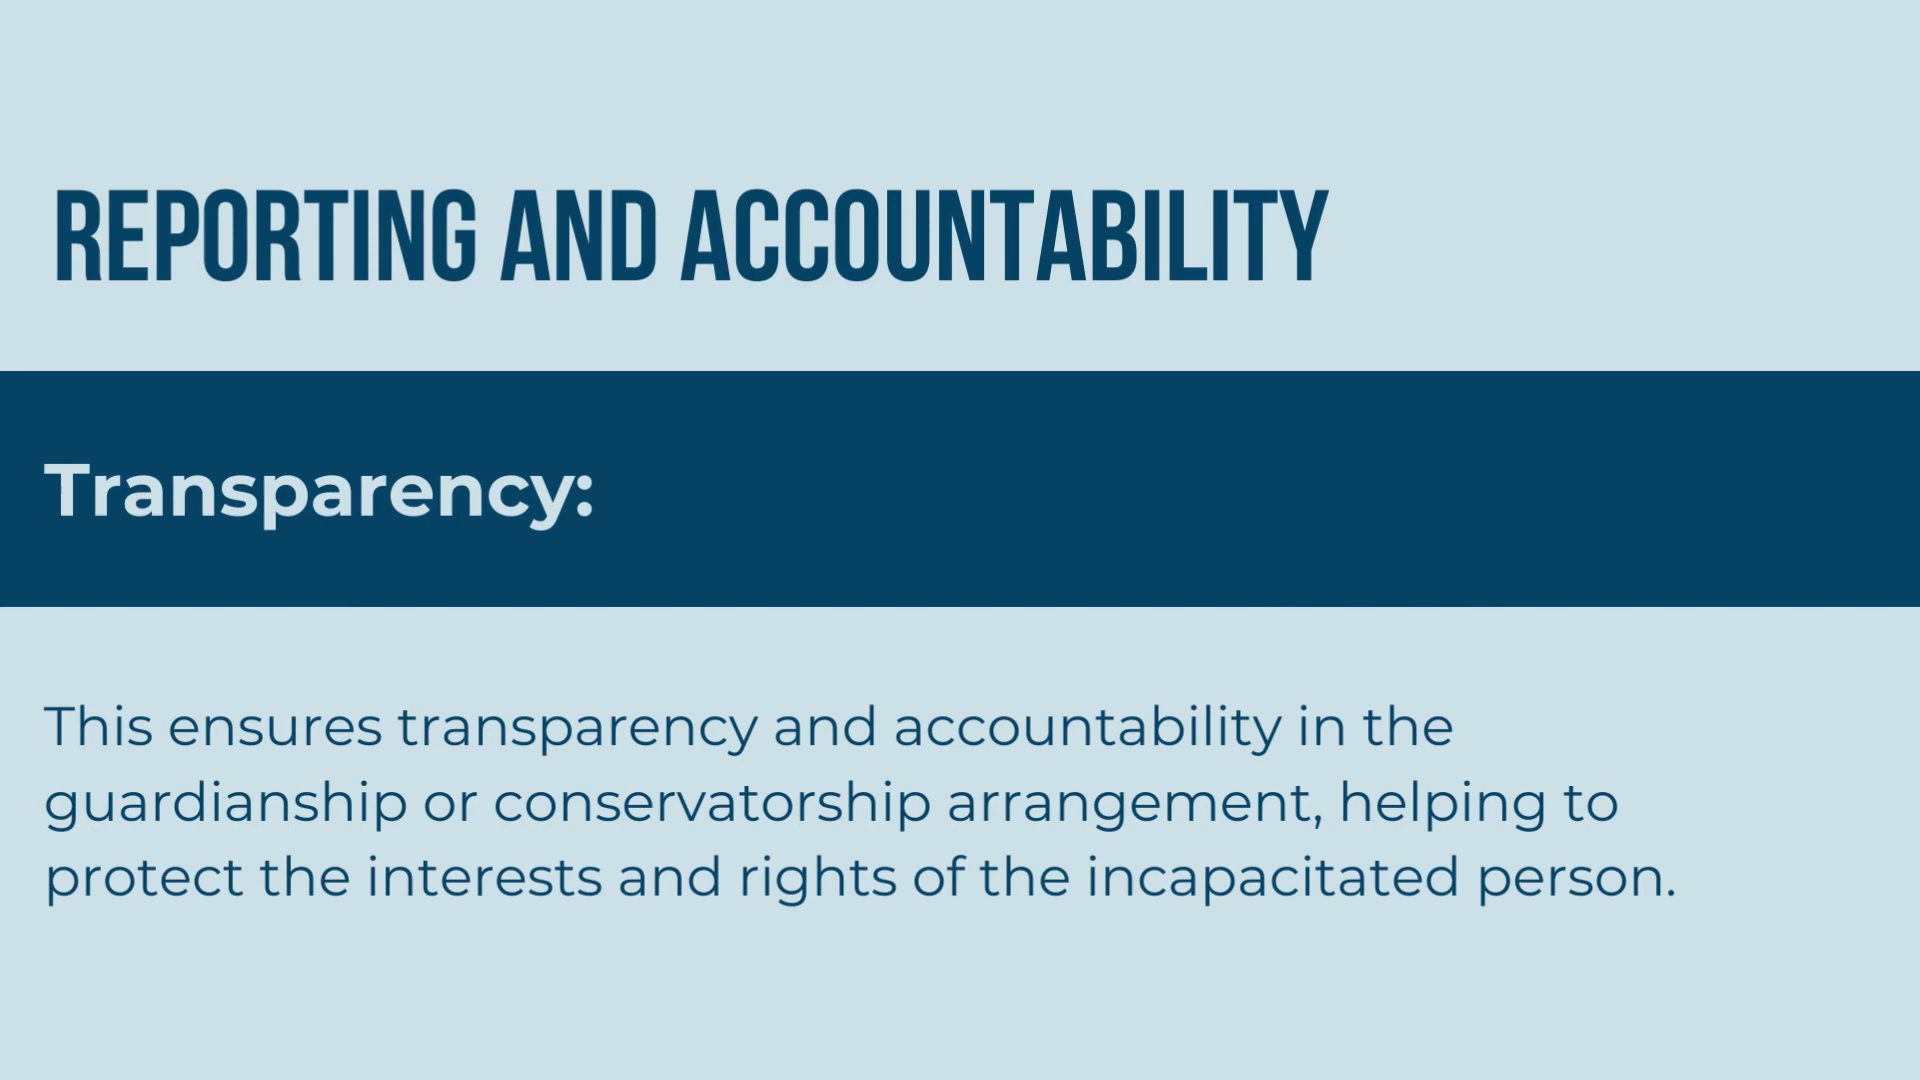 REPORTING AND ACCOUNTABILITY
Transparency:
This ensures transparency and accountability in the
guardianship or conservatorship arrangement, helping to
protect the interests and rights of the incapacitated person.